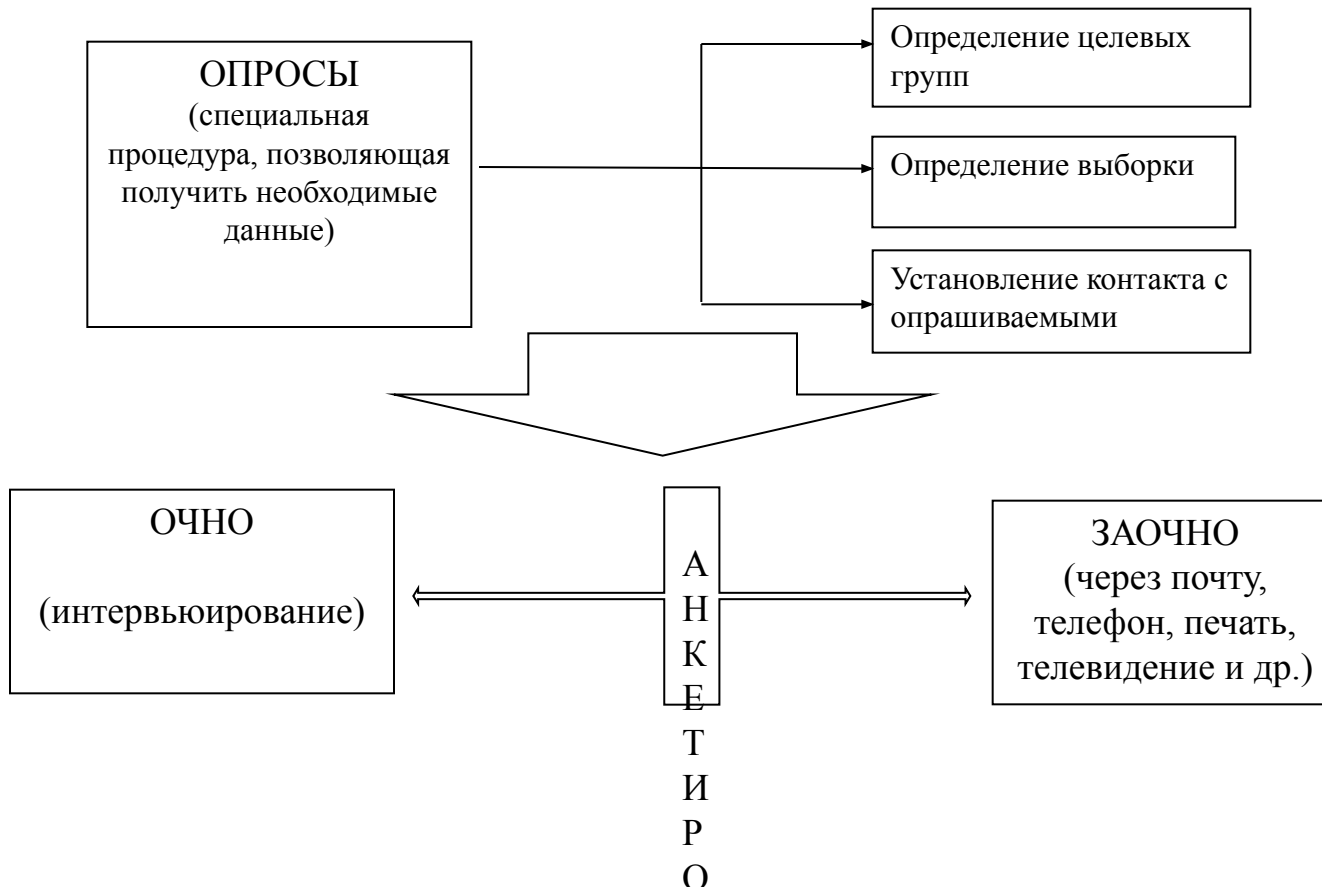 ОПРОСЫ
(специальная
процедура, позволяющая
получить необходимые
данные)
Определение целевых
групп
Определение выборки
Установление контакта с
опрашиваемыми
ОЧНО
(интервьюирование)
А
Н
К
Е
Т
И
Р
О
ЗАОЧНО
(через почту,
телефон, печать,
телевидение и др.)